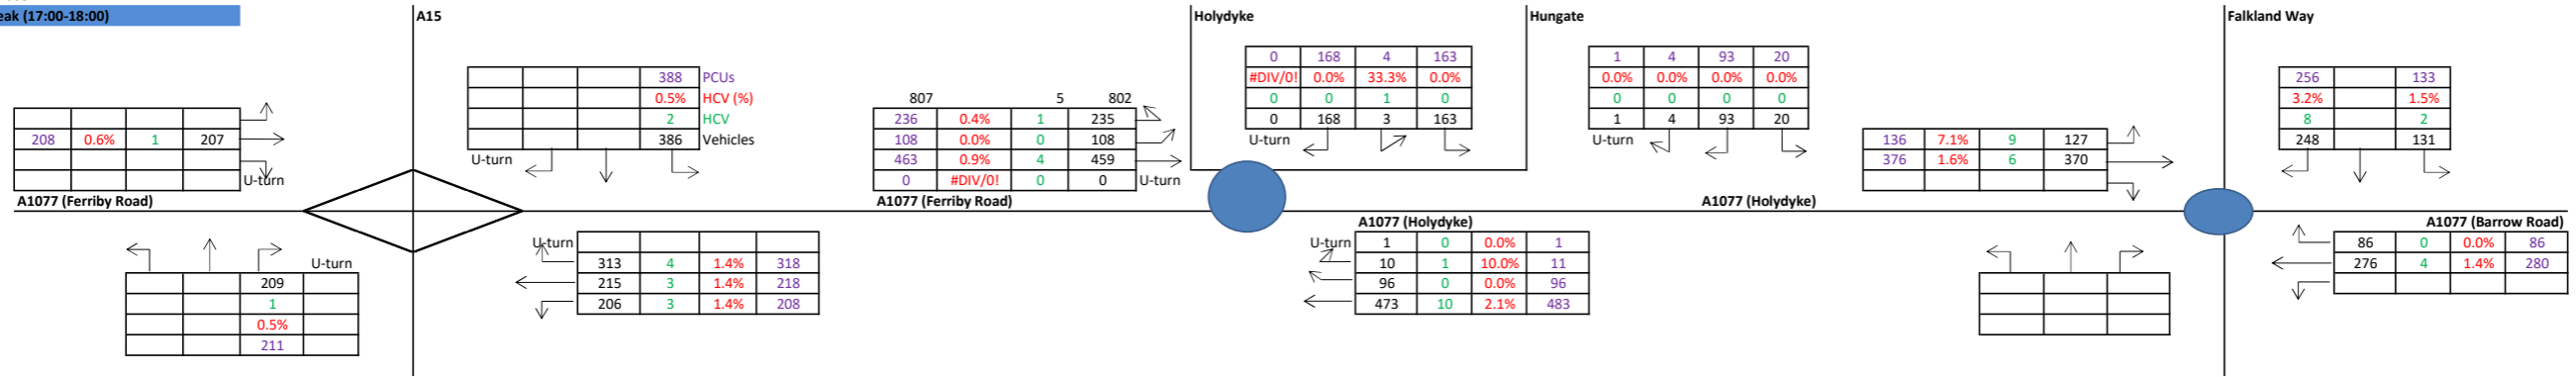 eak (17:00-18:00)
A15
Holydyke
Hungate
Falkland Way
388 PCUs
0.5% HCV (%)
2 HCV
386 Vehicles
U-turn
208 0.6% 1 207
U-turn
A1077 (Ferriby Road)
807 5 802
236 0.4% 1 235
108 0.0% 0 108
463 0.9% 4 459
0 #DIV/0! 0 0 U-turn
A1077 (Ferriby Road)
0 168 4 163
#DIV/0! 0.0% 33.3% 0.0%
0 0 1 0
0 168 3 163
U-turn
1 4 93 20
0.0% 0.0% 0.0% 0.0%
0 0 0 0
1 4 93 20
U-turn
136 7.1% 9 127
376 1.6% 6 370
A1077 (Holydyke)
256 133
3.2% 1.5%
8 2
248 131
U-turn
209
1
0.5%
211
U-turn
313 4 1.4% 318
215 3 1.4% 218
206 3 1.4% 208
A1077 (Holydyke)
U-turn 1 0 0.0% 1
10 1 10.0% 11
96 0 0.0% 96
473 10 2.1% 483
A1077 (Barrow Road)
86 0 0.0% 86
276 4 1.4% 280